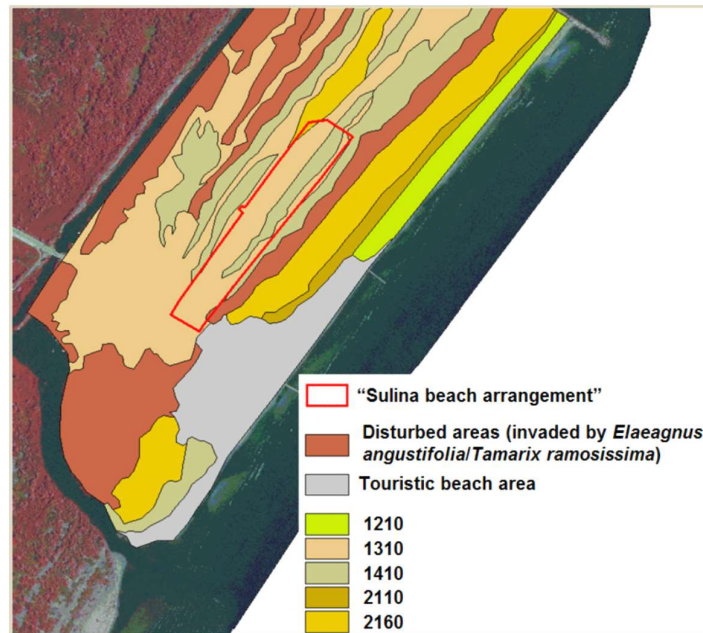 “Sulina beach arrangement”
Disturbed areas (invaded by Elaeagnus
angustifolia/Tamarix ramosissima)
Touristic beach area
1210
1310
1410
2110
2160